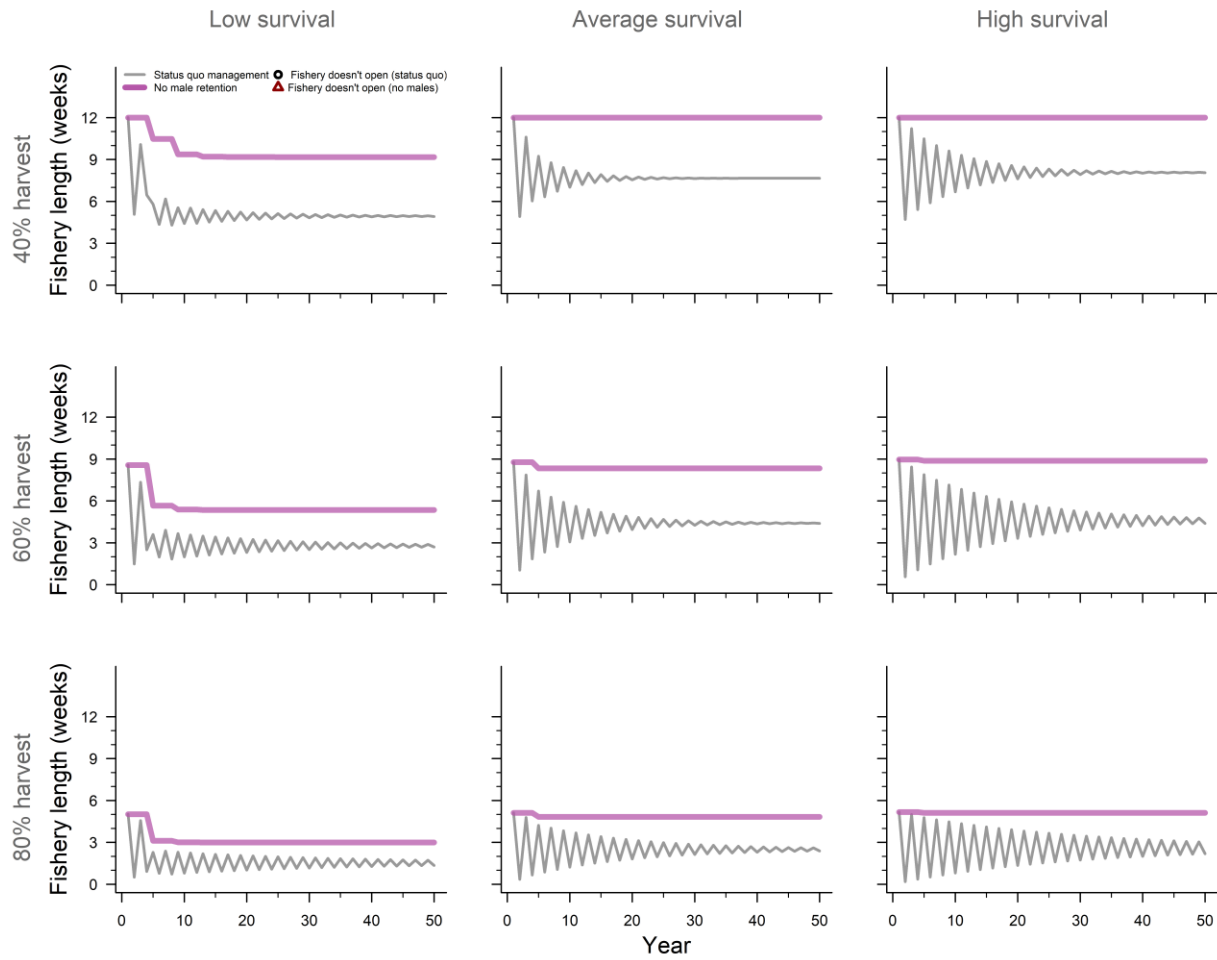 Low survival
Average survival
High survival
40% harvest
Fishery length (weeks)
Status quo management
Fishery doesn't open (status quo)
No male retention
Fishery doesn't open (no males)
12
9
6
3
0
60% harvest
Fishery length (weeks)
12
9
6
3
0
80% harvest
Fishery length (weeks)
12
9
6
3
0
0 10 20 30 40 50
0 10 20 30 40 50
0 10 20 30 40 50
Year